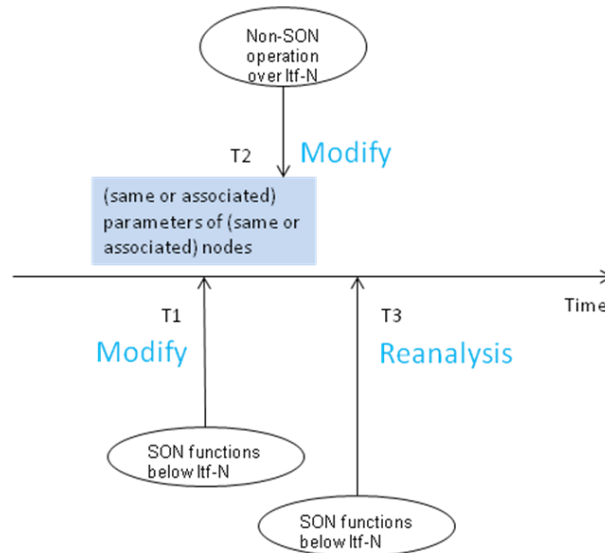 Non-SON
operation
over Itf-N
T2
Modify
(same or associated)
parameters of (same or
associated) nodes
Time
T1
T3
Modify
Reanalysis
SON functions
below Itf-N
SON functions
below Itf-N